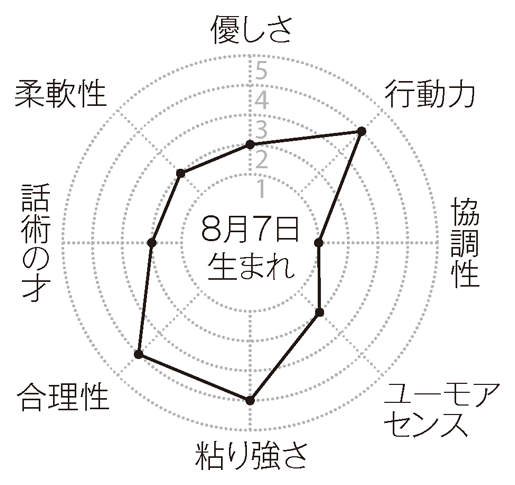 優しさ
行動力
協調性
ユーモア
センス
粘り強さ
合理性
話術の才
柔軟性
5
4
3
2
1
8月7日
生まれ